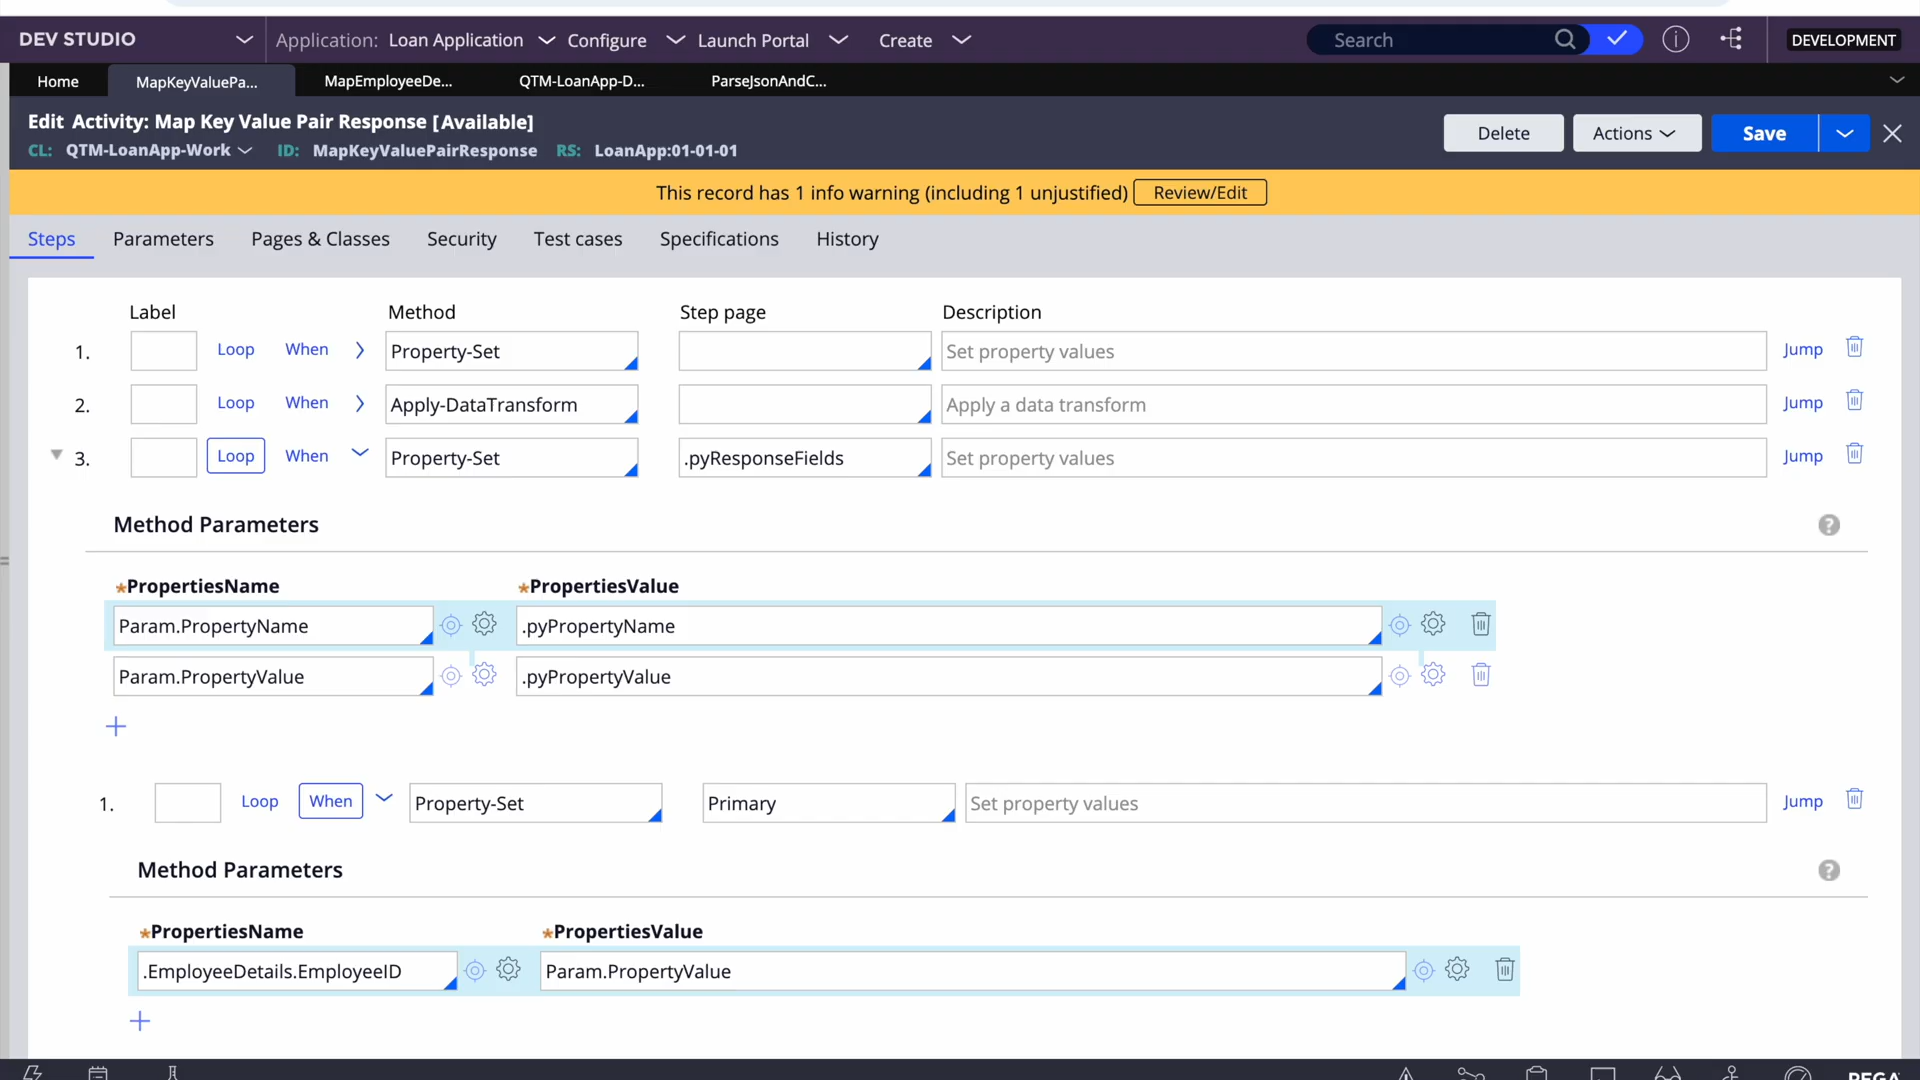 DEV STUDIO
Application: Loan Application
Configure
Launch Portal
Create
Search
DEVELOPMENT
Home
MapKeyValuePa...
MapEmployeeDe...
QTM-LoanApp-D...
ParseJsonAndC...
Edit Activity: Map Key Value Pair Response [Available]
CL: QTM-LoanApp-Work ID: MapKeyValuePairResponse RS: LoanApp:01-01-01
Delete
Actions
Save
This record has 1 info warning (including 1 unjustified) Review/Edit
Steps Parameters Pages & Classes Security Test cases Specifications History
Label Method Step page Description
1. Loop When Property-Set Set property values Jump
2. Loop When Apply-DataTransform Apply a data transform Jump
3. Loop When Property-Set .pyResponseFields Set property values Jump
Method Parameters ?
*PropertiesName *PropertiesValue
Param.PropertyName .pyPropertyName
Param.PropertyValue .pyPropertyValue
1. Loop When Property-Set Primary Set property values Jump
Method Parameters ?
*PropertiesName *PropertiesValue
.EmployeeDetails.EmployeeID Param.PropertyValue
PEGA